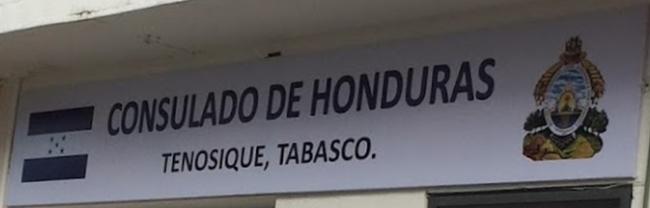 CONSULADO DE HONDURAS
TENOSIQUE, TABASCO.